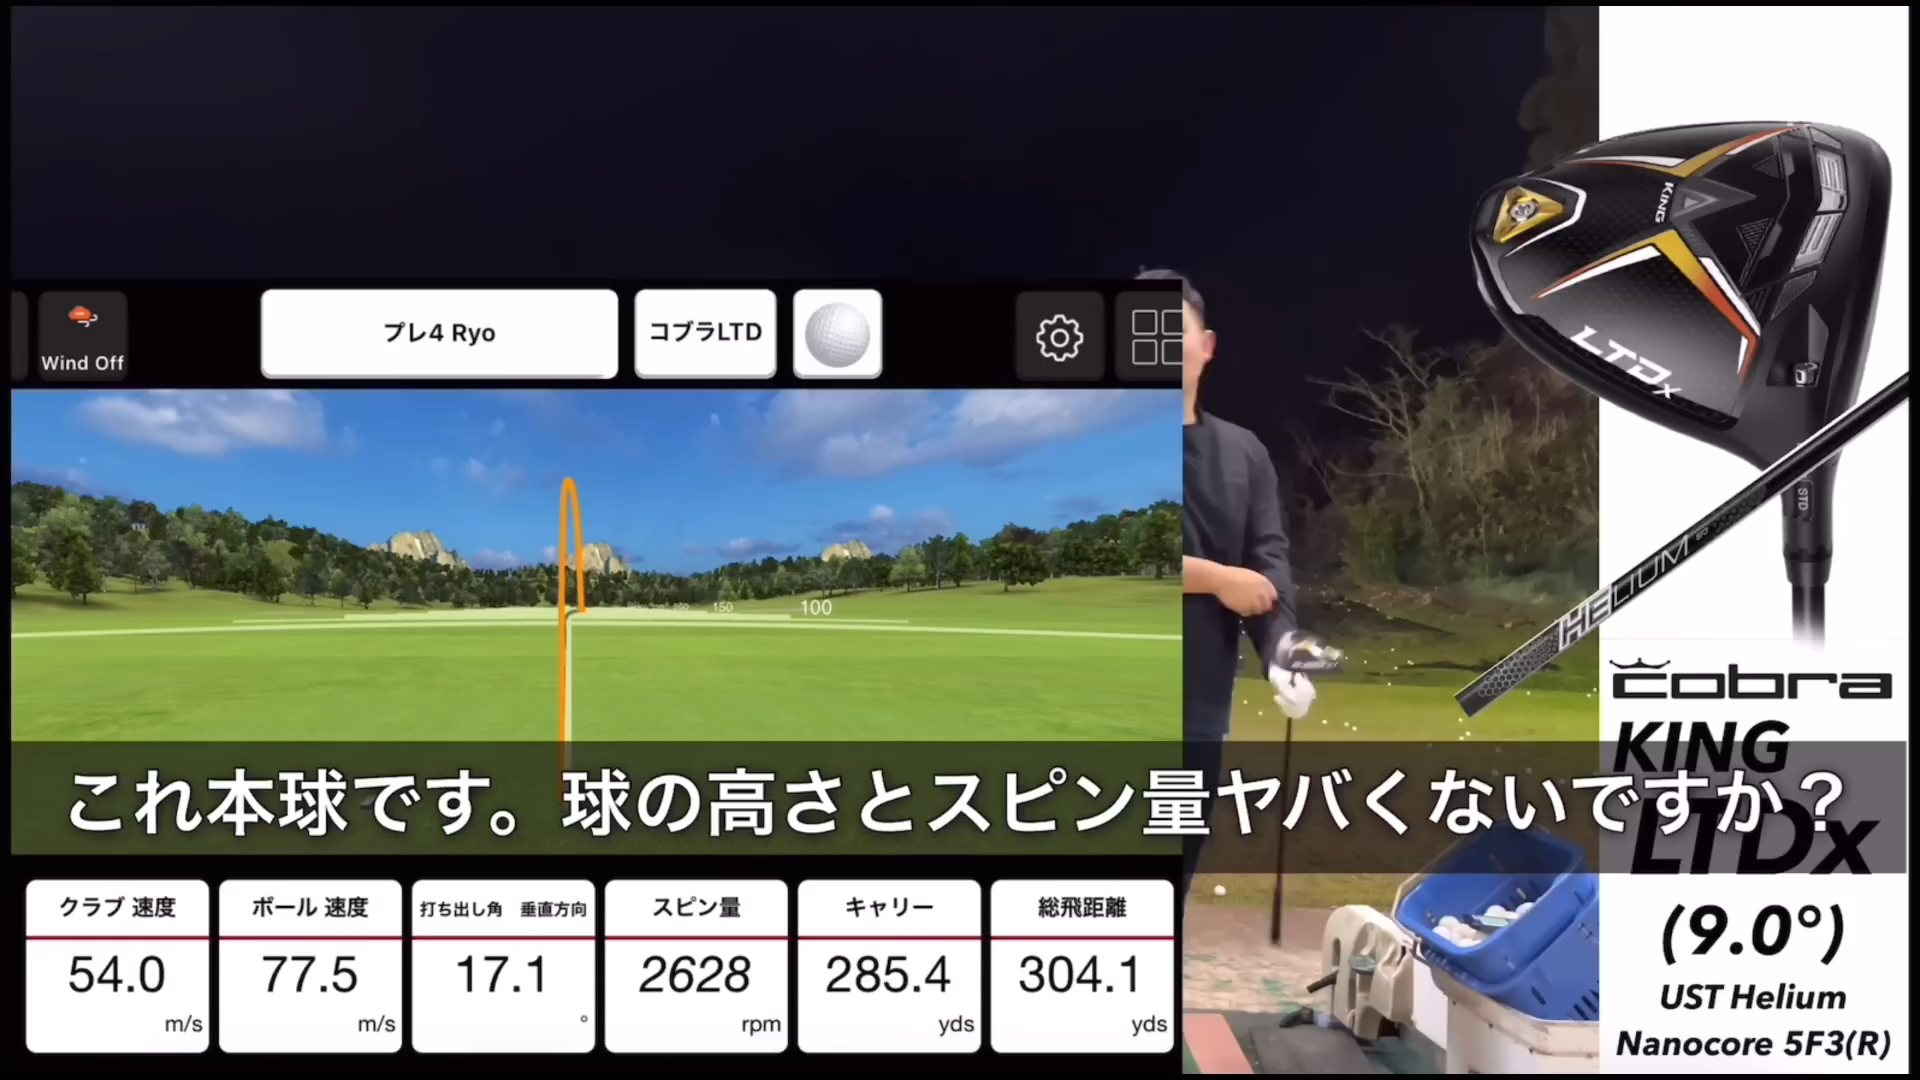 Wind Off
プレ4 Ryo
コブラLTD
150
100
これ本球です。球の高さとスピン量ヤバくないですか?
クラブ 速度
54.0
m/s
ボール 速度
77.5
m/s
打ち出し角 垂直方向
17.1
°
スピン量
2628
rpm
キャリー
285.4
yds
総飛距離
304.1
yds
KING
LTDx
STD
HELIUM
cobra
KING
LTDx
(9.0°)
UST Helium
Nanocore 5F3(R)